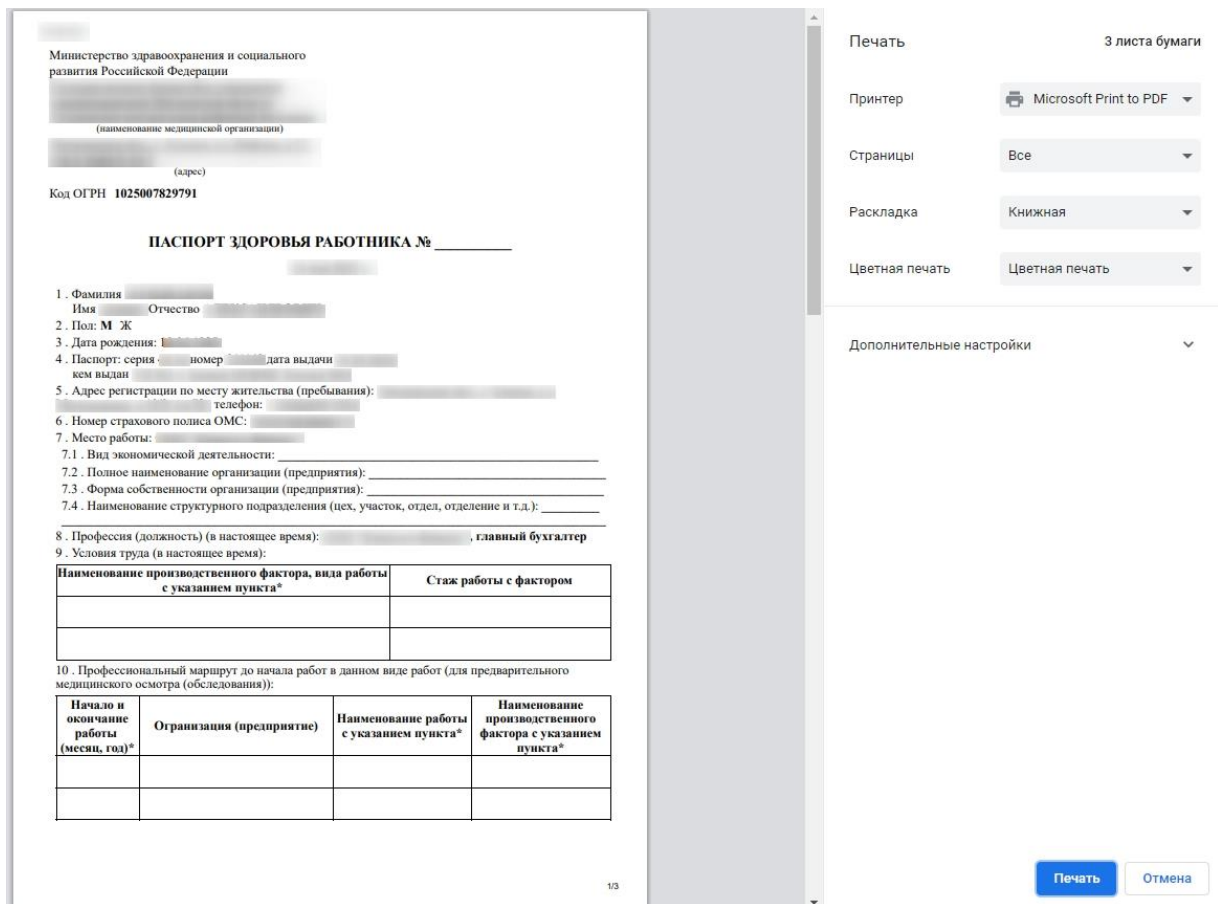 Министерство здравоохранения и социального
развития Российской Федерации
(наименование медицинской организации)
(адрес)
Код ОГРН 1025007829791
ПАСПОРТ ЗДОРОВЬЯ РАБОТНИКА № __________
1 . Фамилия
Имя Отчество
2 . Пол: М Ж
3 . Дата рождения:
4 . Паспорт: серия номер дата выдачи
кем выдан
5 . Адрес регистрации по месту жительства (пребывания):
телефон:
6 . Номер страхового полиса ОМС:
7 . Место работы:
7.1 . Вид экономической деятельности:
7.2 . Полное наименование организации (предприятия):
7.3 . Форма собственности организации (предприятия):
7.4 . Наименование структурного подразделения (цех, участок, отдел, отделение и т.д.):
8 . Профессия (должность) (в настоящее время): , главный бухгалтер
9 . Условия труда (в настоящее время):
Наименование производственного фактора, вида работы
с указанием пункта*
Стаж работы с фактором
10 . Профессиональный маршрут до начала работ в данном виде работ (для предварительного
медицинского осмотра (обследования)):
Начало и
окончание
работы
(месяц, год)*
Огранизация (предприятие)
Наименование работы
с указанием пункта*
Наименование
производственного
фактора с указанием
пункта*
1/3
Печать
3 листа бумаги
Принтер
Microsoft Print to PDF
Страницы
Все
Раскладка
Книжная
Цветная печать
Цветная печать
Дополнительные настройки
Печать
Отмена